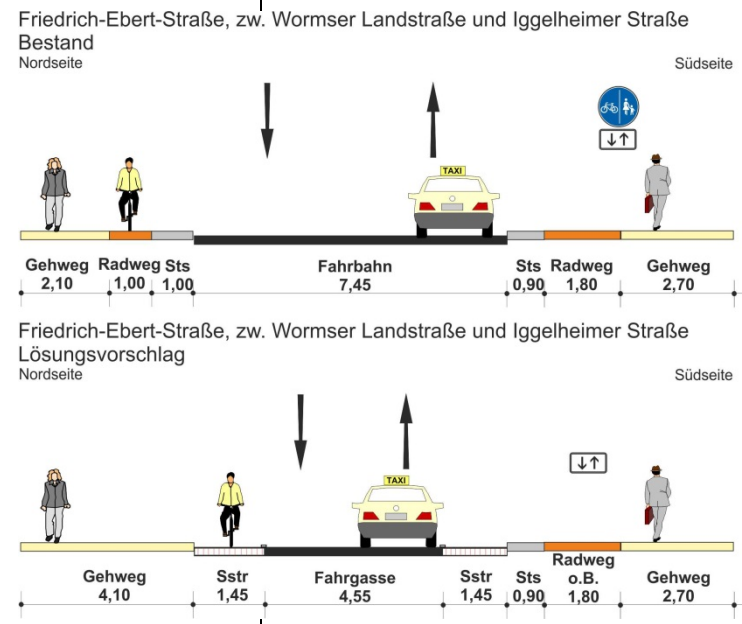 Friedrich-Ebert-Straße, zw. Wormser Landstraße und Iggelheimer Straße
Bestand
Nordseite Südseite
TAXI
Gehweg Radweg Sts Fahrbahn Sts Radweg Gehweg
2,10 1,00 1,00 7,45 0,90 1,80 2,70
Friedrich-Ebert-Straße, zw. Wormser Landstraße und Iggelheimer Straße
Lösungsvorschlag
Nordseite Südseite
TAXI
Radweg
Gehweg Sstr Fahrgasse Sstr Sts o.B. Gehweg
4,10 1,45 4,55 1,45 0,90 1,80 2,70